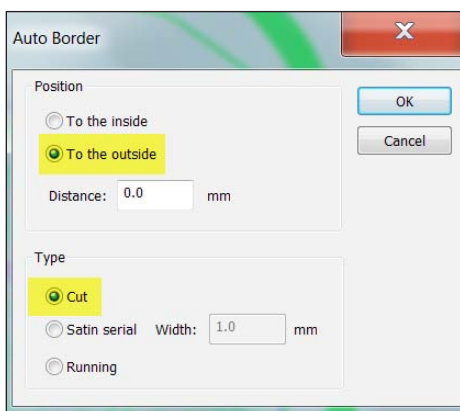 Auto Border
X
Position
OK
To the inside
Cancel
To the outside
Distance: 0.0 mm
Type
Cut
Satin serial Width: 1.0 mm
Running